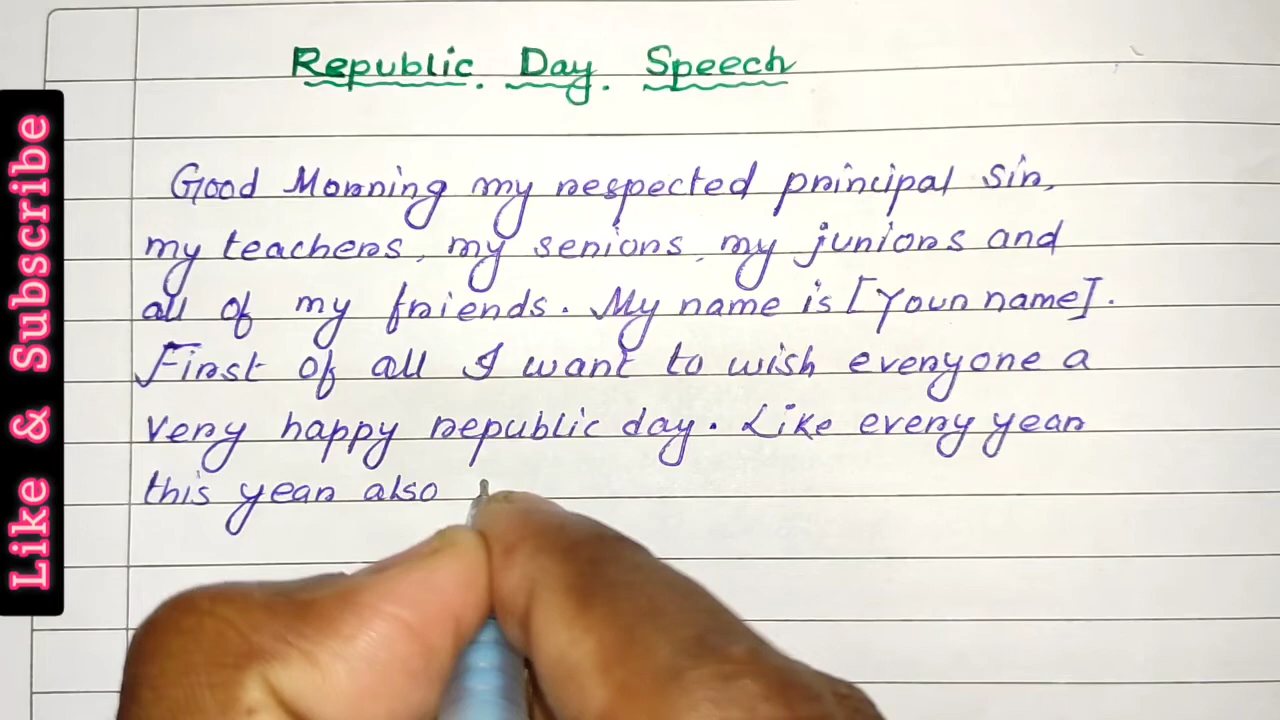 Republic Day Speech
Good Morning my respected principal sir,
my teachers, my seniors, my juniors and
all of my friends. My name is [Your name].
First of all I want to wish everyone a
very happy republic day. Like every year
this year also
Like & Subscribe